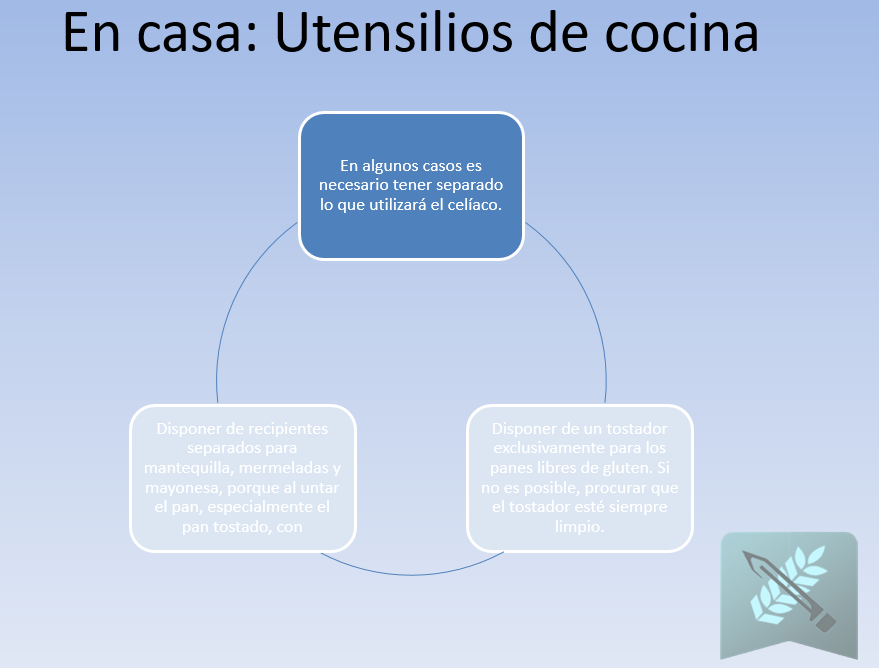 En casa: Utensilios de cocina
En algunos casos es
necesario tener separado
lo que utilizará el celíaco.
Disponer de recipientes
separados para
mantequilla, mermeladas y
mayonesa, porque al untar
el pan, especialmente el
pan tostado, con
Disponer de un tostador
exclusivamente para los
panes libres de gluten. Si
no es posible, procurar que
el tostador esté siempre
limpio.